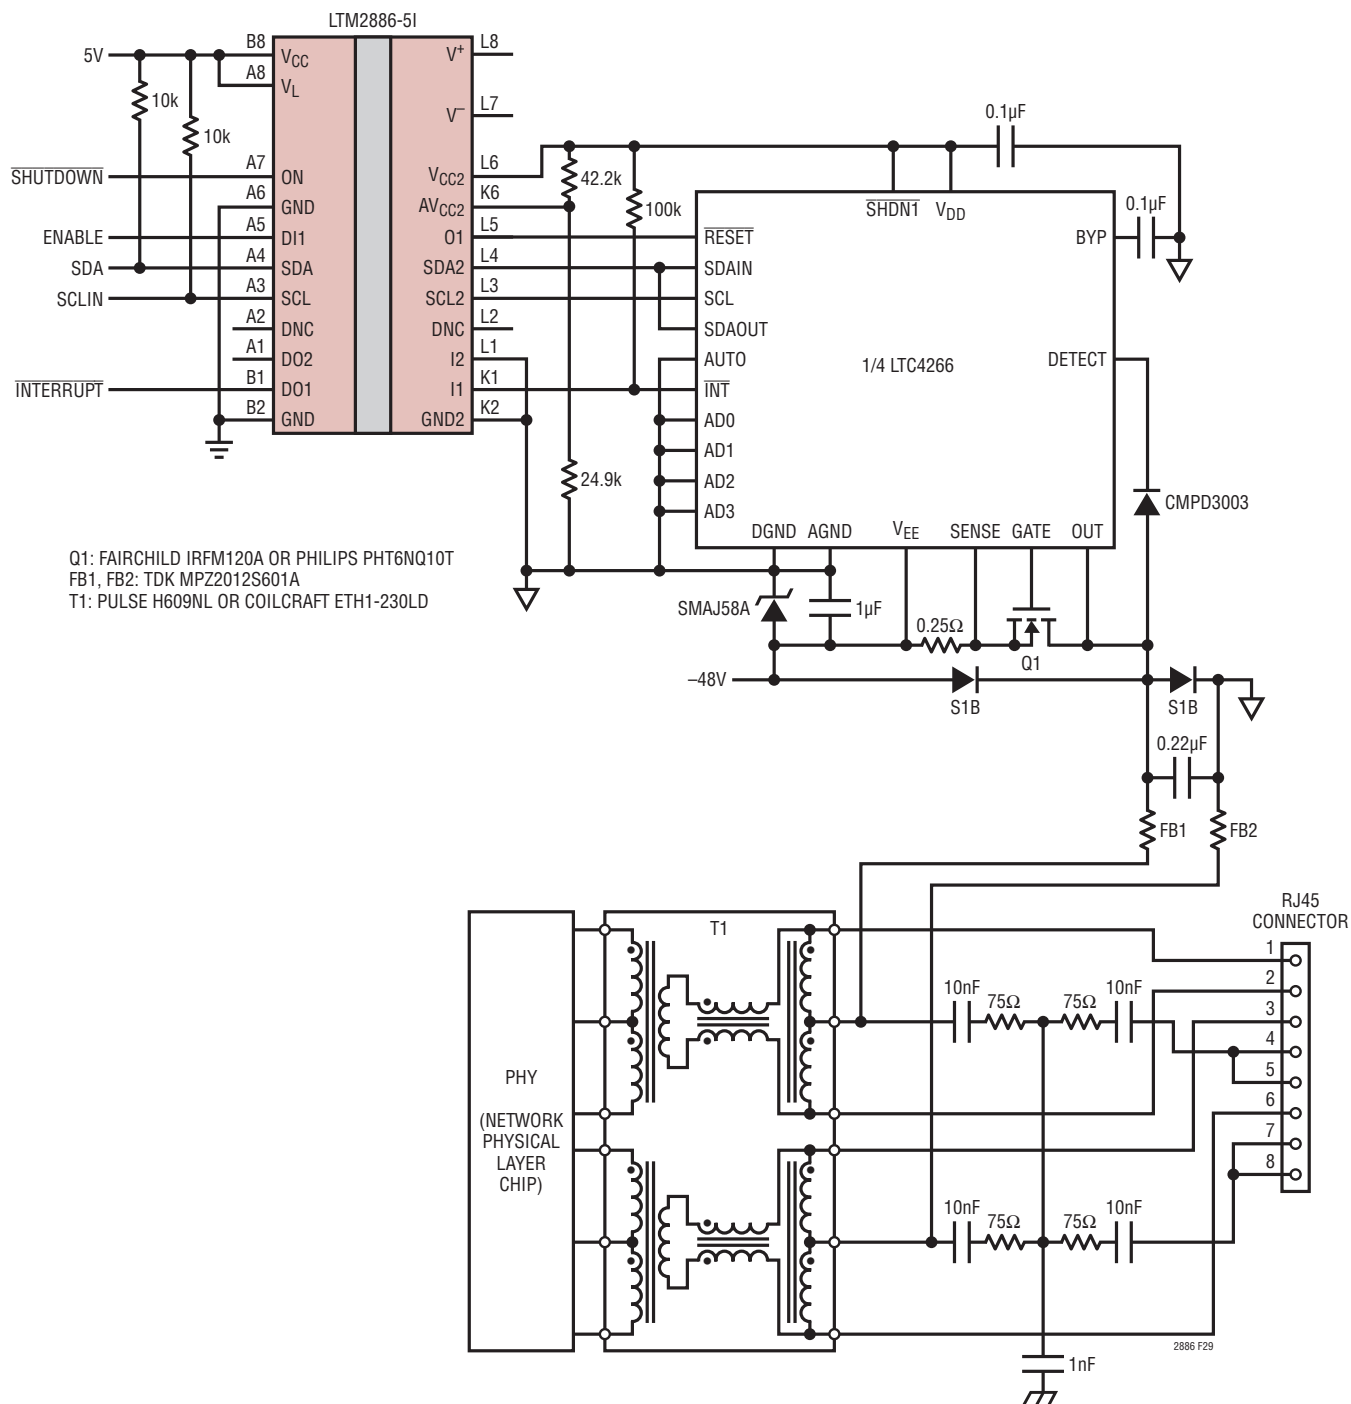 LTM2886-5I
5V
B8
VCC
A8
VL
10k
10k
SHUTDOWN
A7
ON
A6
GND
ENABLE
A5
DI1
SDA
A4
SDA
SCLIN
A3
SCL
A2
DNC
A1
DO2
INTERRUPT
B1
DO1
B2
GND
V+
L8
V–
L7
VCC2
L6
AVCC2
K6
O1
L5
SDA2
L4
SCL2
L3
DNC
L2
I2
L1
I1
K1
GND2
K2
42.2k
100k
24.9k
0.1µF
0.1µF
SHDN1
VDD
BYP
RESET
SDAIN
SCL
SDAOUT
AUTO
INT
AD0
AD1
AD2
AD3
1/4 LTC4266
DETECT
DGND
AGND
VEE
SENSE
GATE
OUT
CMPD3003
Q1: FAIRCHILD IRFM120A OR PHILIPS PHT6NQ10T
FB1, FB2: TDK MPZ2012S601A
T1: PULSE H609NL OR COILCRAFT ETH1-230LD
SMAJ58A
1µF
0.25Ω
Q1
–48V
S1B
S1B
0.22µF
FB1
FB2
RJ45
CONNECTOR
T1
PHY
(NETWORK
PHYSICAL
LAYER
CHIP)
10nF
75Ω
75Ω
10nF
10nF
75Ω
75Ω
10nF
1
2
3
4
5
6
7
8
1nF
2886 F29